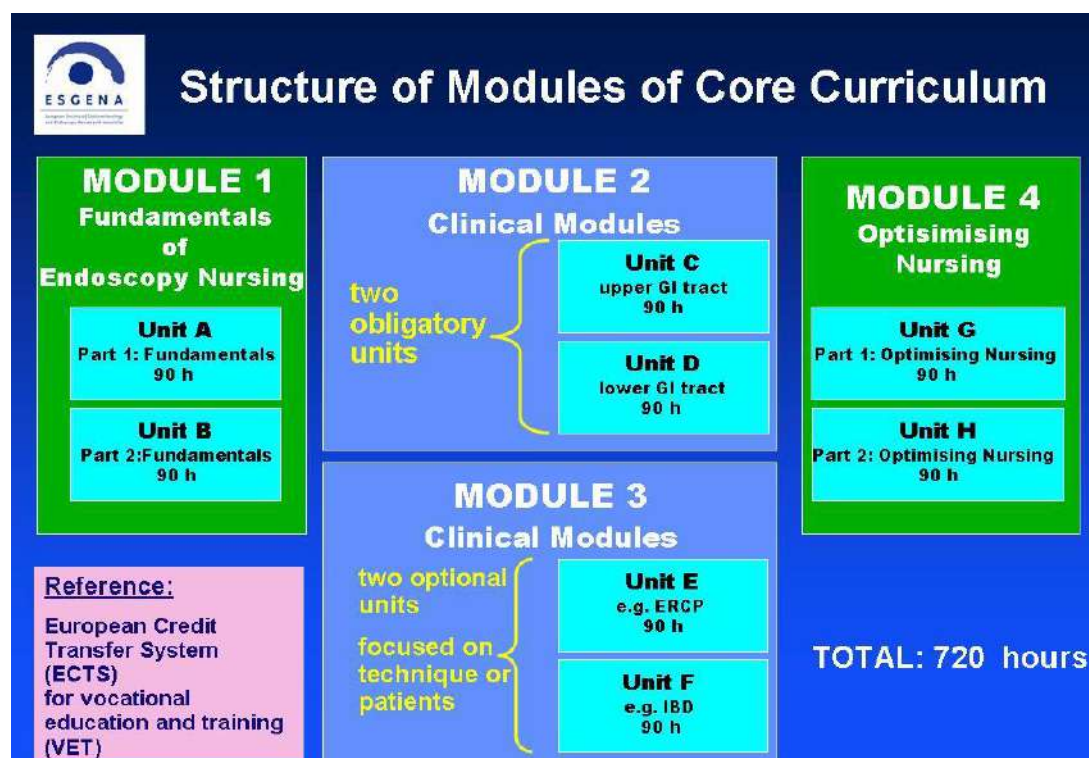 ESGENA
Structure of Modules of Core Curriculum
MODULE 1
Fundamentals
of
Endoscopy Nursing
Unit A
Part 1: Fundamentals
90 h
Unit B
Part 2:Fundamentals
90 h
MODULE 2
Clinical Modules
two
obligatory
units
Unit C
upper GI tract
90 h
Unit D
lower GI tract
90 h
MODULE 3
Clinical Modules
two optional
units
focused on
technique or
patients
Unit E
e.g. ERCP
90 h
Unit F
e.g. IBD
90 h
MODULE 4
Optisimising
Nursing
Unit G
Part 1: Optimising Nursing
90 h
Unit H
Part 2: Optimising Nursing
90 h
Reference:
European Credit
Transfer System
(ECTS)
for vocational
education and training
(VET)
TOTAL: 720 hours